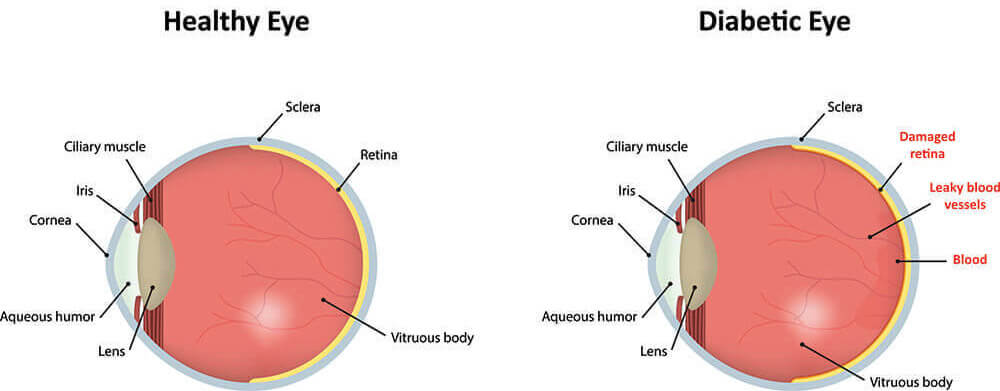 Healthy Eye
Sclera
Ciliary muscle
Retina
Iris
Cornea
Aqueous humor
Lens
Vitruous body
Diabetic Eye
Sclera
Damaged
retina
Ciliary muscle
Leaky blood
vessels
Iris
Cornea
Blood
Aqueous humor
Lens
Vitruous body